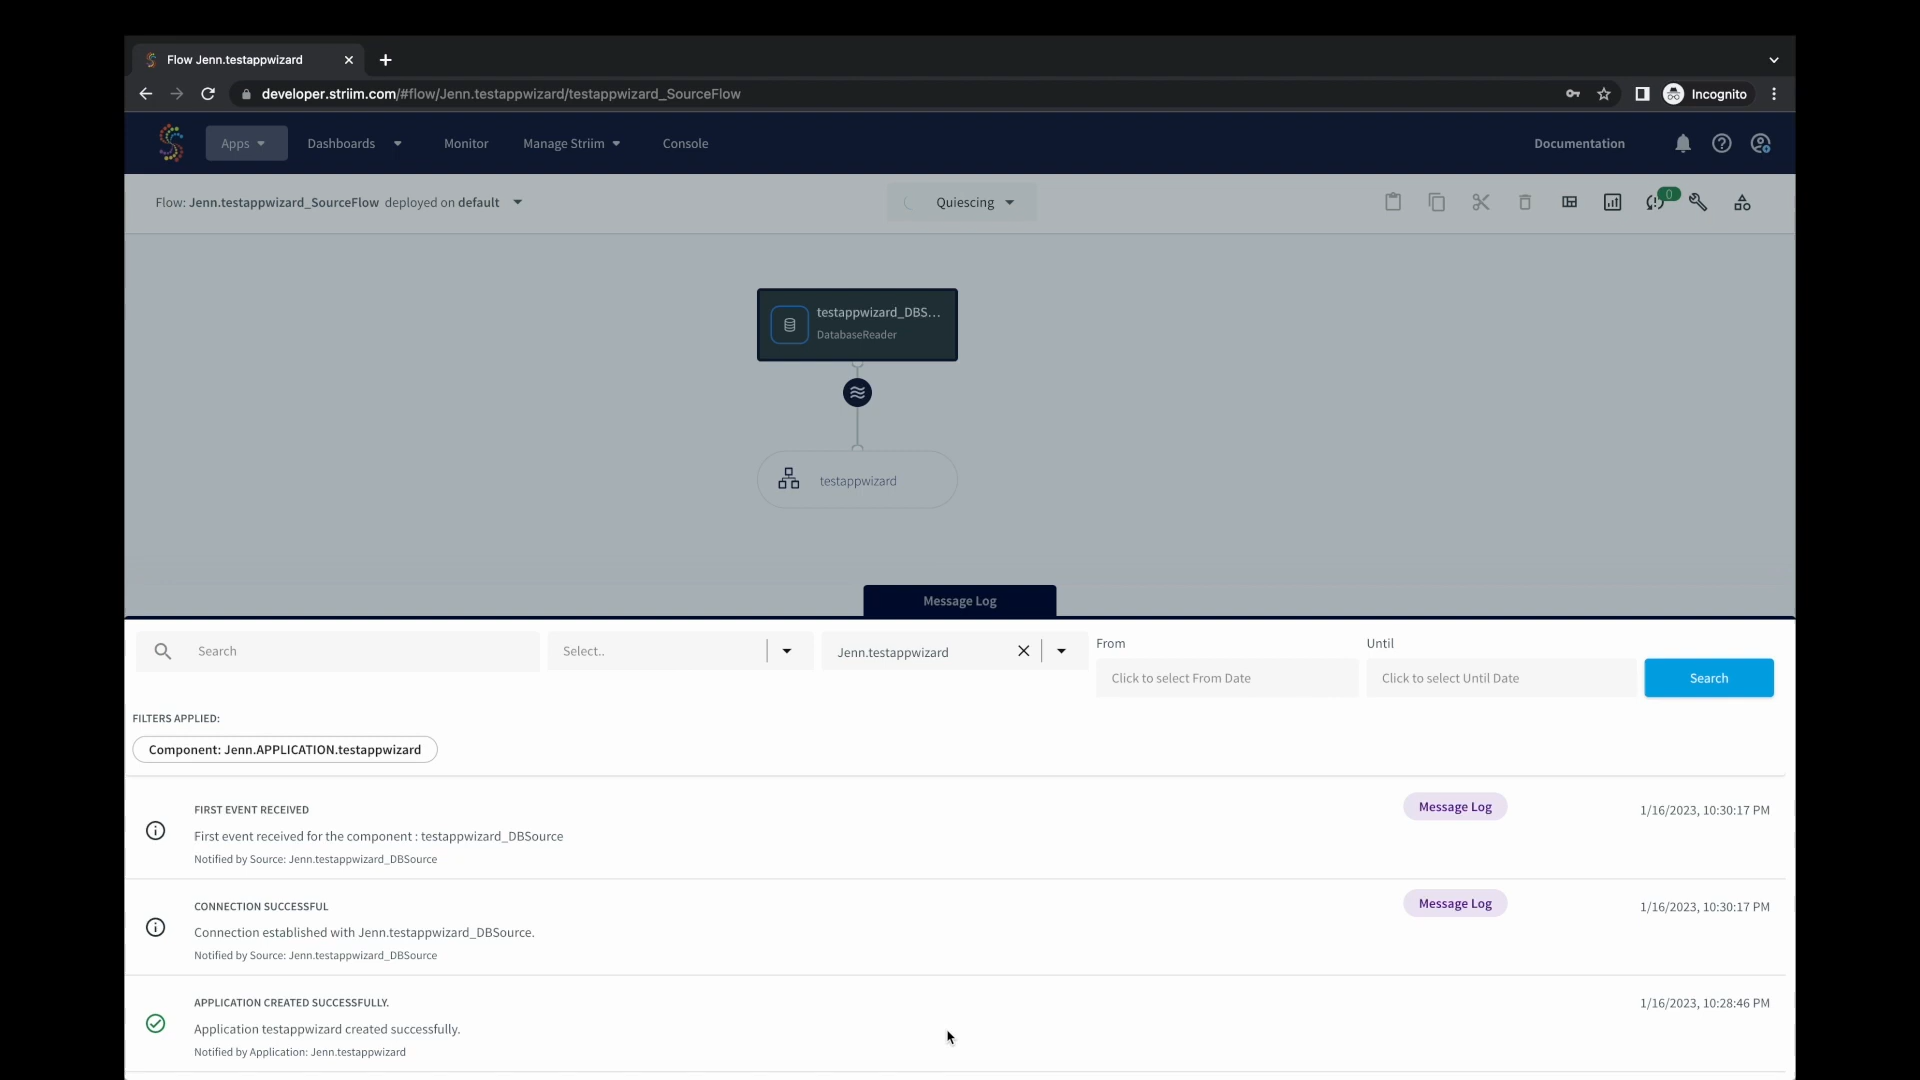 Flow Jenn.testappwizard
developer.striim.com/#flow/Jenn.testappwizard/testappwizard_SourceFlow
Incognito
Apps
Dashboards
Monitor
Manage Striim
Console
Documentation
Flow: Jenn.testappwizard_SourceFlow deployed on default
Quiescing
0
testappwizard_DBS...
DatabaseReader
testappwizard
Message Log
Search
Select..
Jenn.testappwizard
From
Click to select From Date
Until
Click to select Until Date
Search
FILTERS APPLIED:
Component: Jenn.APPLICATION.testappwizard
FIRST EVENT RECEIVED
Message Log
1/16/2023, 10:30:17 PM
First event received for the component : testappwizard_DBSource
Notified by Source: Jenn.testappwizard_DBSource
CONNECTION SUCCESSFUL
Message Log
1/16/2023, 10:30:17 PM
Connection established with Jenn.testappwizard_DBSource.
Notified by Source: Jenn.testappwizard_DBSource
APPLICATION CREATED SUCCESSFULLY.
1/16/2023, 10:28:46 PM
Application testappwizard created successfully.
Notified by Application: Jenn.testappwizard